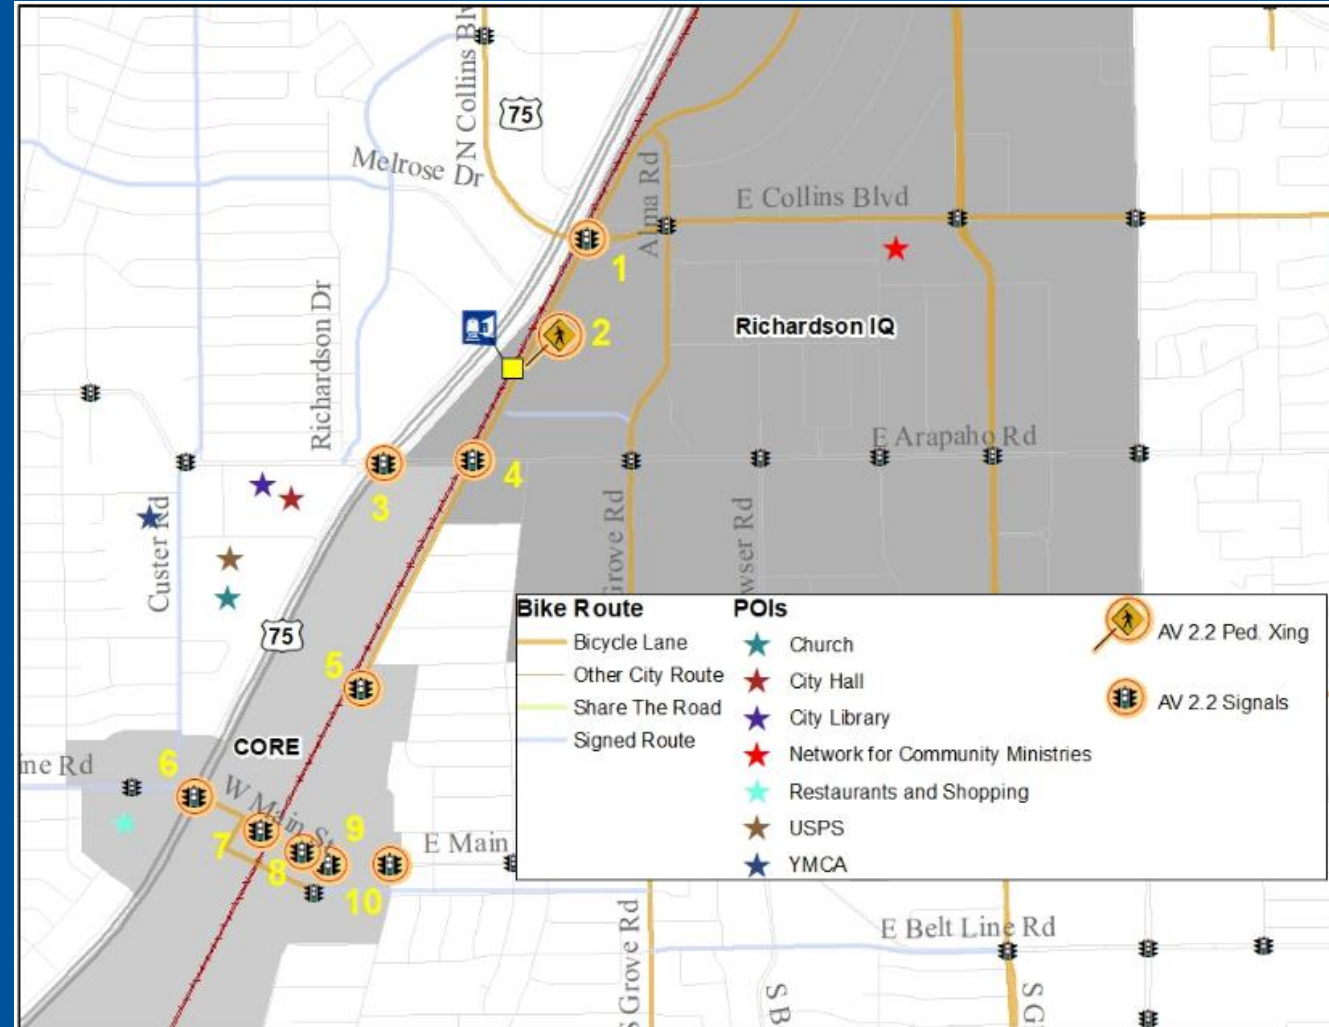 N Collins Blv
75
Melrose Dr
Alma Rd
E Collins Blvd
1
Richardson Dr
2
Richardson IQ
E Arapaho Rd
3
4
Custer Rd
Grove Rd
wser Rd
75
5
CORE
ne Rd
6
W Main St
7
8
9
10
E Main
Bike Route
Bicycle Lane
Other City Route
Share The Road
Signed Route
POIs
Church
City Hall
City Library
Network for Community Ministries
Restaurants and Shopping
USPS
YMCA
AV 2.2 Ped. Xing
AV 2.2 Signals
S Grove Rd
S B
E Belt Line Rd
S G